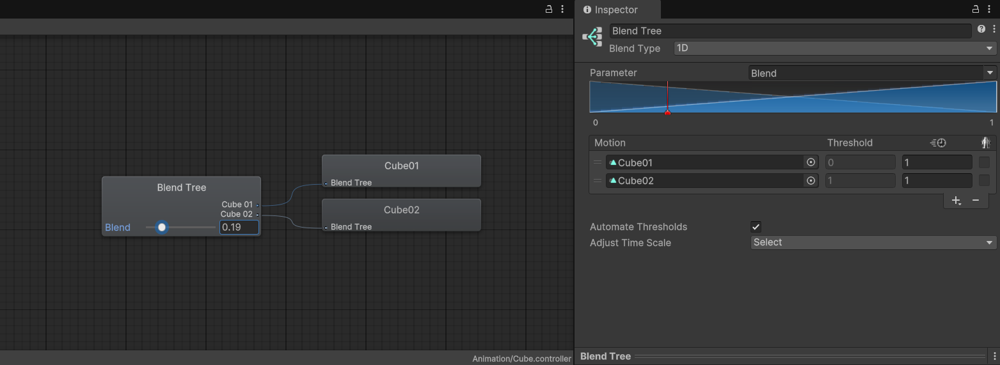 Inspector
Blend Tree
Blend Type 1D
Parameter Blend
0 1
Motion Threshold
Cube01 0 1
Cube02 1 1
Automate Thresholds
Adjust Time Scale Select
Blend Tree
Cube01
Blend Tree
Cube02
Blend Tree
Blend Tree
Cube 01
Cube 02
Blend 0.19
Animation/Cube.controller